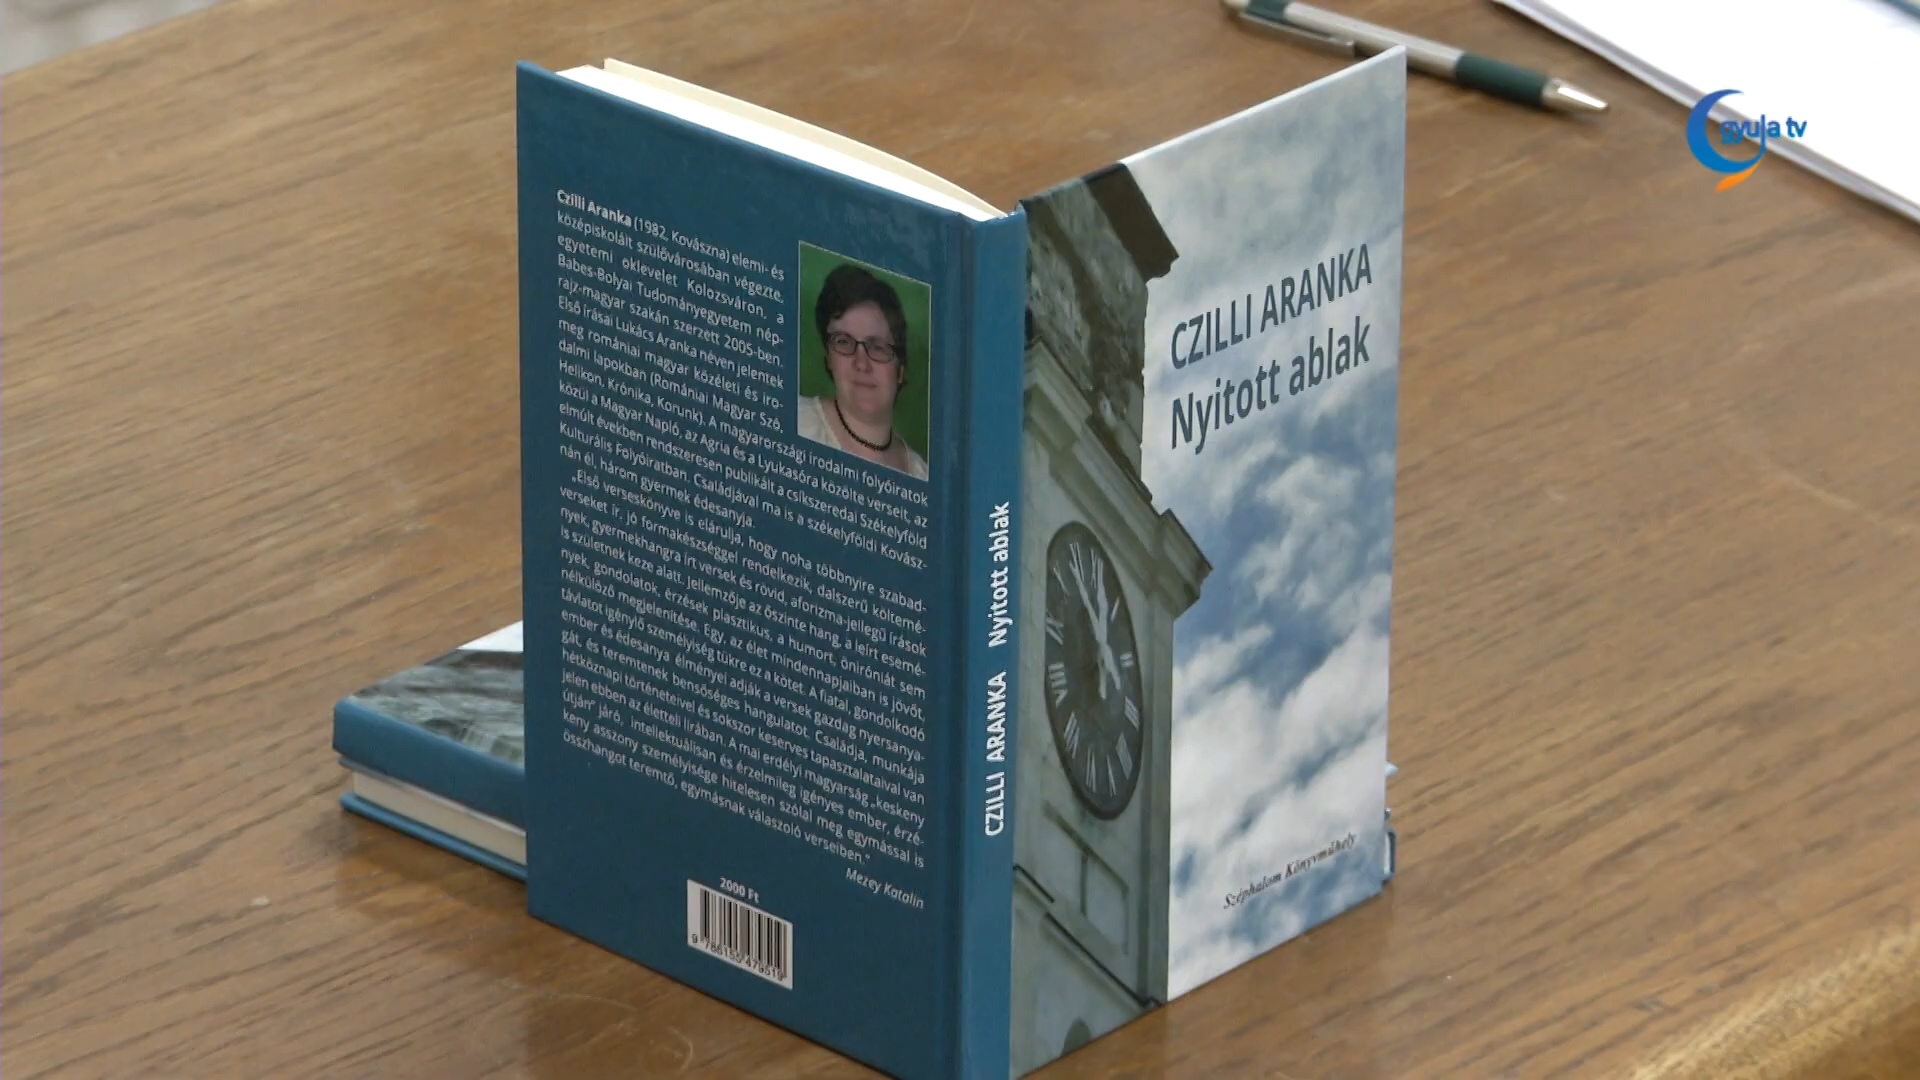 Czilli Aranka (1982, Kovászna) elemi- és
középiskoláit szülővárosában végezte,
egyetemi oklevelet Kolozsváron, a
Babes-Bolyai Tudományegyetem nép-
rajz-magyar szakán szerzett 2005-ben.
Első írásai Lukács Aranka néven jelentek
meg romániai magyar közéleti és iro-
dalmi lapokban (Romániai Magyar Szó,
Helikon, Krónika, Korunk). A magyarországi irodalmi folyóiratok
közül a Magyar Napló, az Agria és a Lyukasóra közölte verseit, az
elmúlt években rendszeresen publikált a csíkszeredai Székelyföld
Kulturális Folyóiratban. Családjával ma is a székelyföldi Kovász-
nán él, három gyermek édesanyja.
„Első verseskönyve is elárulja, hogy noha többnyire szabad-
verseket ír, jó formakészséggel rendelkezik, dalszerű költemé-
nyek, gyermekhangra írt versek és rövid, aforizma-jellegű írások
is születnek keze alatt. Jellemzője az őszinte hang, a leírt esemé-
nyek, gondolatok, érzések plasztikus, a humort, öniróniát sem
nélkülöző megjelenítése. Egy, az élet mindennapjaiban is jövőt,
távlatot igénylő személyiség tükre ez a kötet. A fiatal, gondolkodó
ember és édesanya élményei adják a versek gazdag nyersanya-
gát, és teremtenek bensőséges hangulatot. Családja, munkája
hétköznapi történeteivel és sokszor keserves tapasztalataival van
jelen ebben az életteli lírában. A mai erdélyi magyarság „keskeny
útján" járó, intellektuálisan és érzelmileg igényes ember, érzé-
keny asszony személyisége hitelesen szólal meg egymással is
összhangot teremtő, egymásnak válaszoló verseiben."
Mezey Katalin
2000 Ft
9 786155 479519
CZILLI ARANKA Nyitott ablak
CZILLI ARANKA
Nyitott ablak
Széphalom Könyvműhely
gyula tv